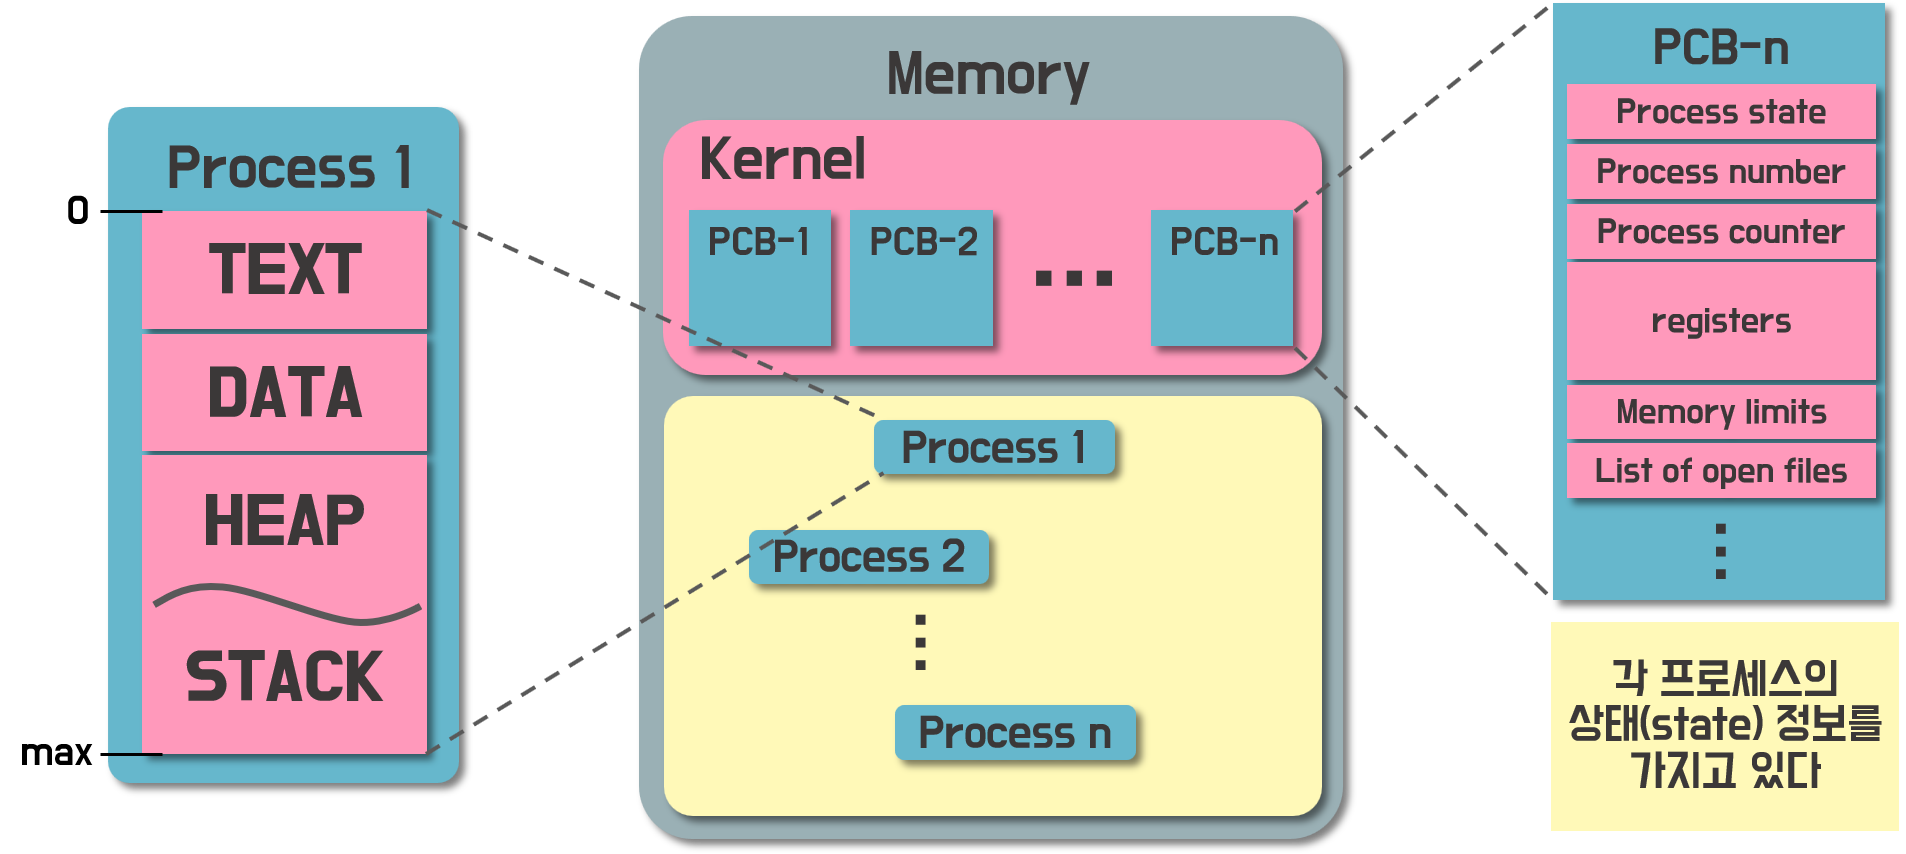 Process 1
0
TEXT
DATA
HEAP
STACK
max
Memory
Kernel
PCB-1
PCB-2
...
PCB-n
Process 1
Process 2
Process n
PCB-n
Process state
Process number
Process counter
registers
Memory limits
List of open files
각 프로세스의
상태(state) 정보를
가지고 있다